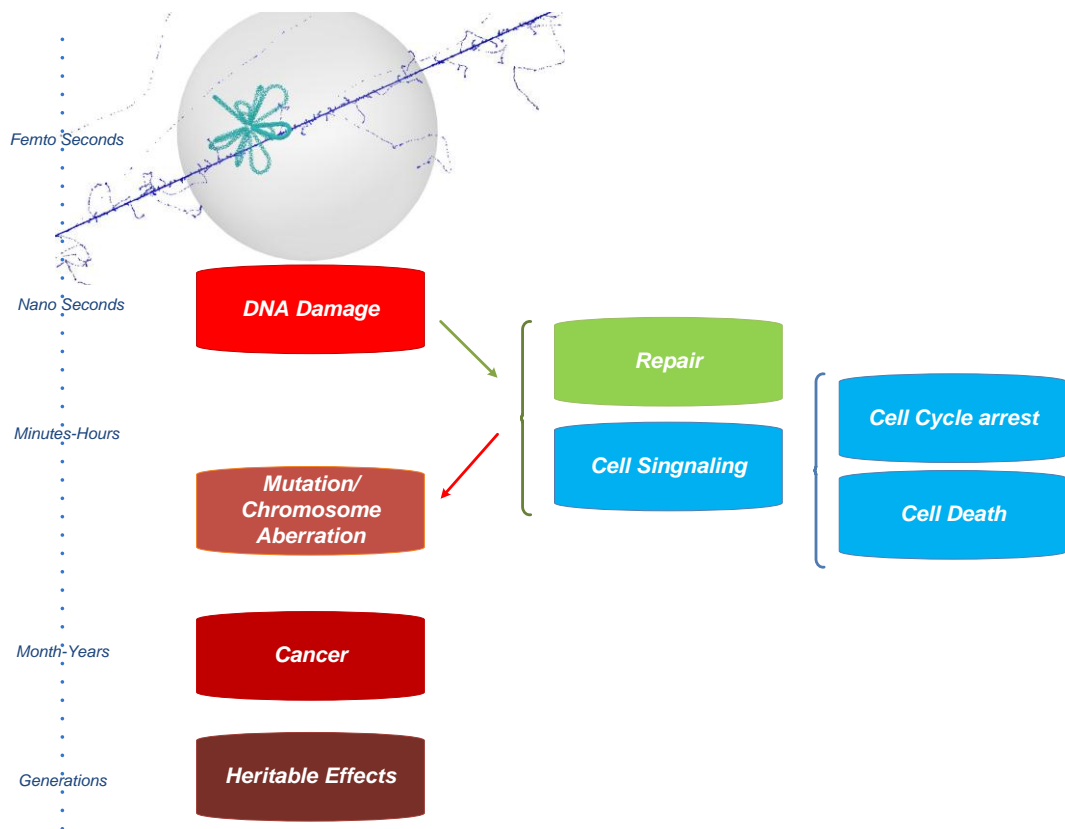 Femto Seconds
Nano Seconds
DNA Damage
Repair
Cell Cycle arrest
Minutes-Hours
Cell Singnaling
Mutation/
Chromosome
Aberration
Cell Death
Month-Years
Cancer
Generations
Heritable Effects